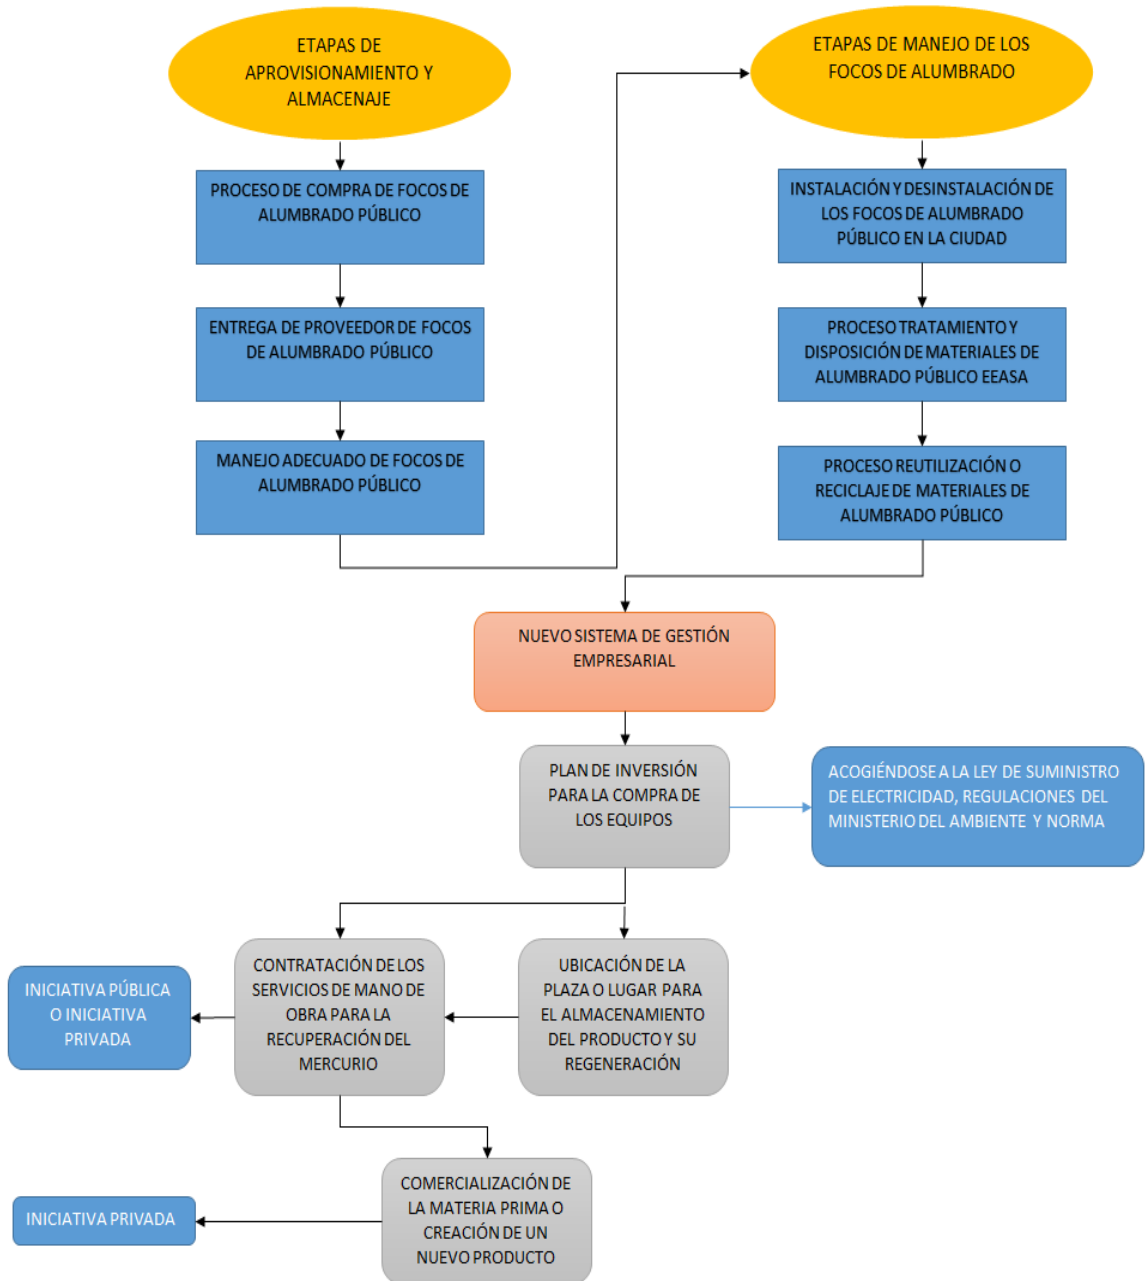 ETAPAS DE
APROVISIONAMIENTO Y
ALMACENAJE
PROCESO DE COMPRA DE FOCOS DE
ALUMBRADO PÚBLICO
ENTREGA DE PROVEEDOR DE FOCOS
DE ALUMBRADO PÚBLICO
MANEJO ADECUADO DE FOCOS DE
ALUMBRADO PÚBLICO
ETAPAS DE MANEJO DE LOS
FOCOS DE ALUMBRADO
INSTALACIÓN Y DESINSTALACIÓN DE
LOS FOCOS DE ALUMBRADO
PÚBLICO EN LA CIUDAD
PROCESO TRATAMIENTO Y
DISPOSICIÓN DE MATERIALES DE
ALUMBRADO PÚBLICO EEASA
PROCESO REUTILIZACIÓN O
RECICLAJE DE MATERIALES DE
ALUMBRADO PÚBLICO
NUEVO SISTEMA DE GESTIÓN
EMPRESARIAL
PLAN DE INVERSIÓN
PARA LA COMPRA DE
LOS EQUIPOS
ACOGIÉNDOSE A LA LEY DE SUMINISTRO
DE ELECTRICIDAD, REGULACIONES DEL
MINISTERIO DEL AMBIENTE Y NORMA
UBICACIÓN DE LA
PLAZA O LUGAR PARA
EL ALMACENAMIENTO
DEL PRODUCTO Y SU
REGENERACIÓN
CONTRATACIÓN DE LOS
SERVICIOS DE MANO DE
OBRA PARA LA
RECUPERACIÓN DEL
MERCURIO
INICIATIVA PÚBLICA
O INICIATIVA
PRIVADA
COMERCIALIZACIÓN DE
LA MATERIA PRIMA O
CREACIÓN DE UN
NUEVO PRODUCTO
INICIATIVA PRIVADA